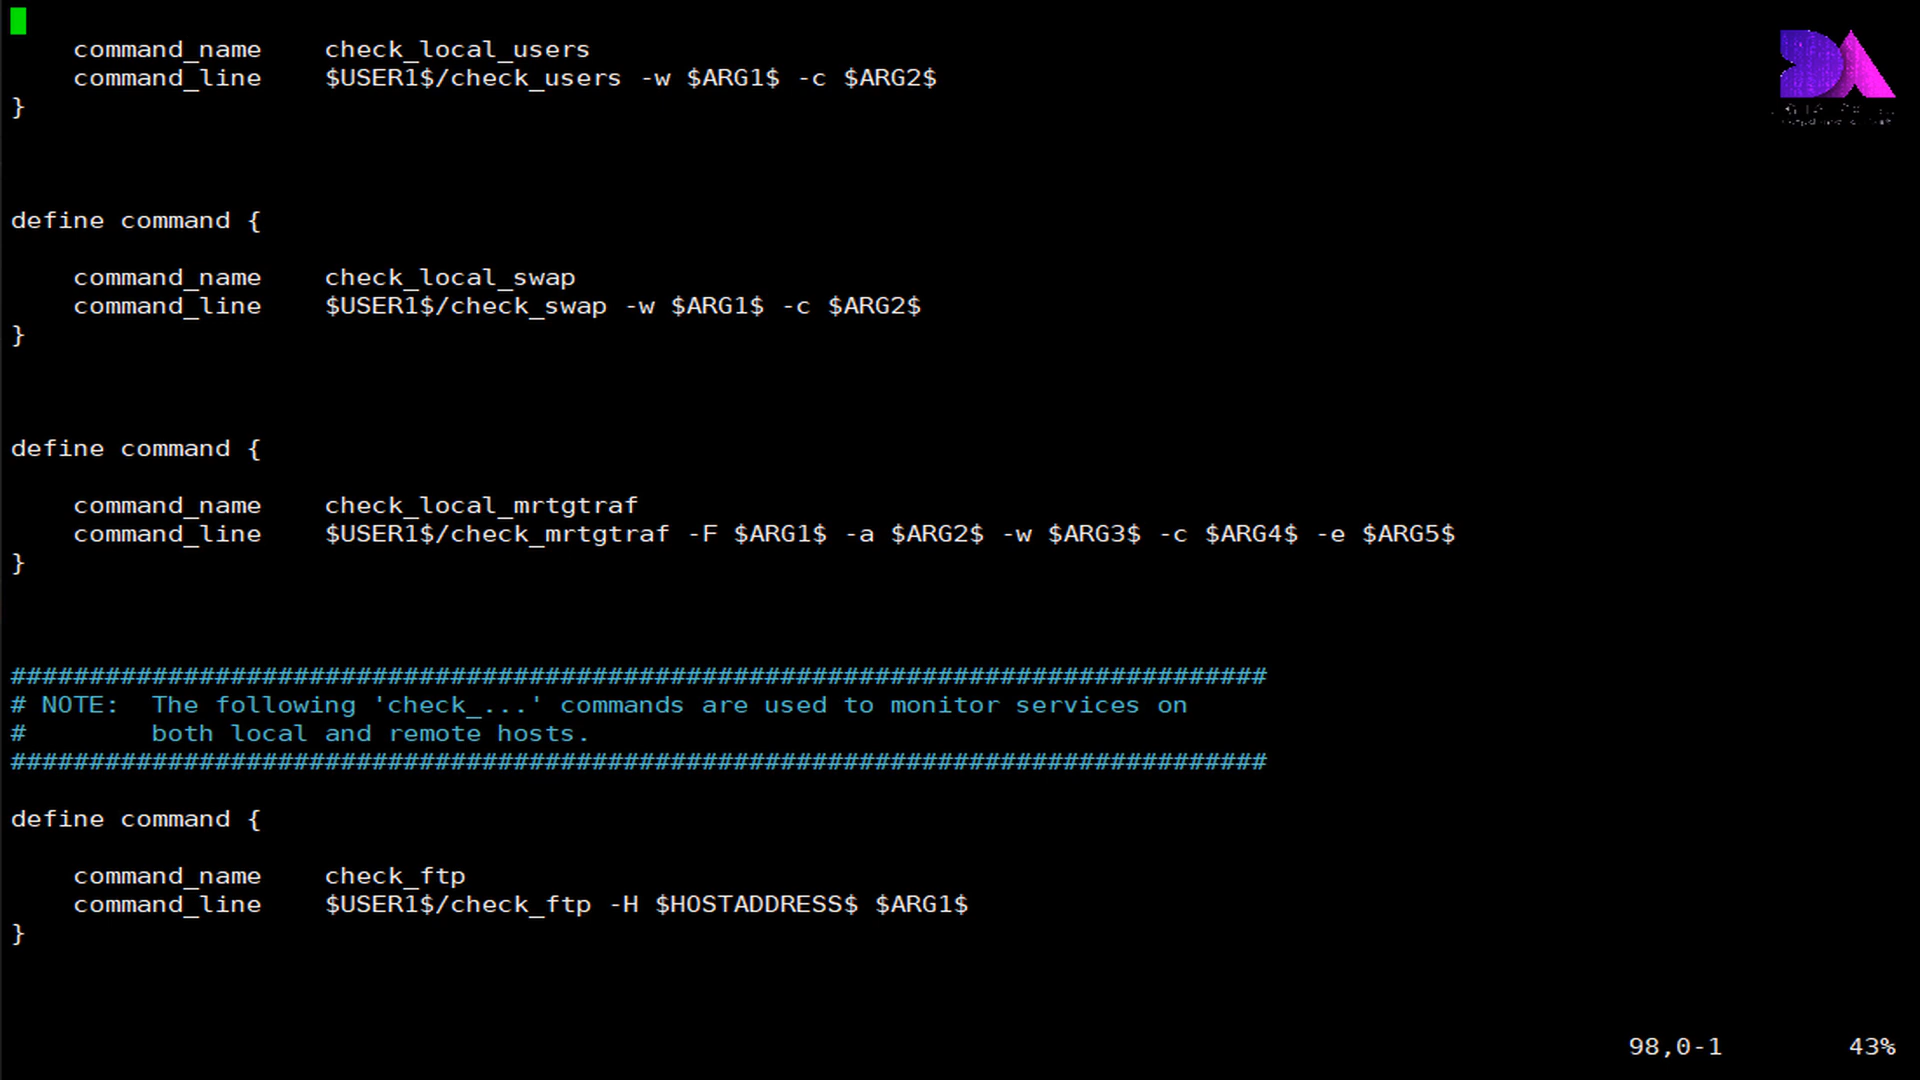 command_name    check_local_users
command_line    $USER1$/check_users -w $ARG1$ -c $ARG2$
}
define command {
command_name    check_local_swap
command_line    $USER1$/check_swap -w $ARG1$ -c $ARG2$
}
define command {
command_name    check_local_mrtgtraf
command_line    $USER1$/check_mrtgtraf -F $ARG1$ -a $ARG2$ -w $ARG3$ -c $ARG4$ -e $ARG5$
}
################################################################################
# NOTE:  The following 'check_...' commands are used to monitor services on
#        both local and remote hosts.
################################################################################
define command {
command_name    check_ftp
command_line    $USER1$/check_ftp -H $HOSTADDRESS$ $ARG1$
}
98,0-1    43%